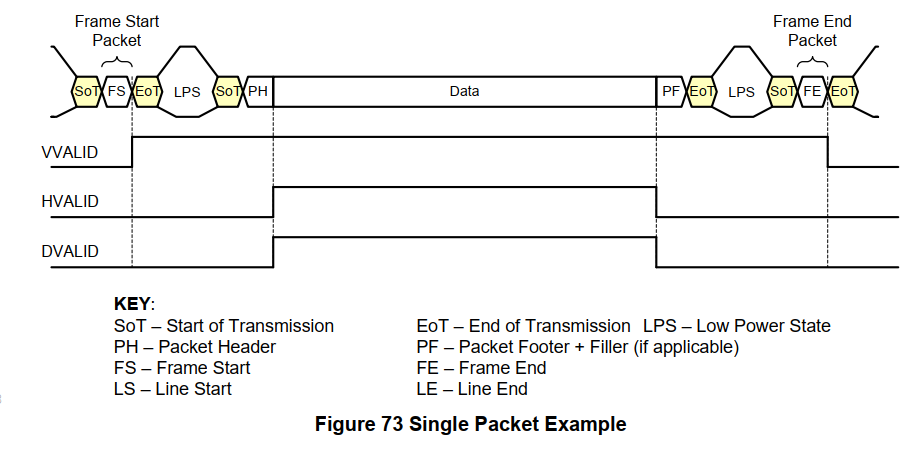 Frame Start Packet
Frame End Packet
SoT FS EoT LPS SoT PH Data PF EoT LPS SoT FE EoT
VVALID
HVALID
DVALID
KEY:
SoT – Start of Transmission EoT – End of Transmission LPS – Low Power State
PH – Packet Header PF – Packet Footer + Filler (if applicable)
FS – Frame Start FE – Frame End
LS – Line Start LE – Line End
Figure 73 Single Packet Example